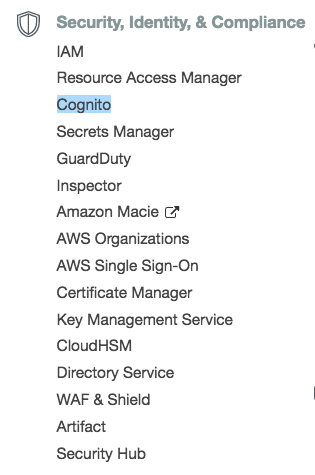 Security, Identity, & Compliance
IAM
Resource Access Manager
Cognito
Secrets Manager
GuardDuty
Inspector
Amazon Macie
AWS Organizations
AWS Single Sign-On
Certificate Manager
Key Management Service
CloudHSM
Directory Service
WAF & Shield
Artifact
Security Hub